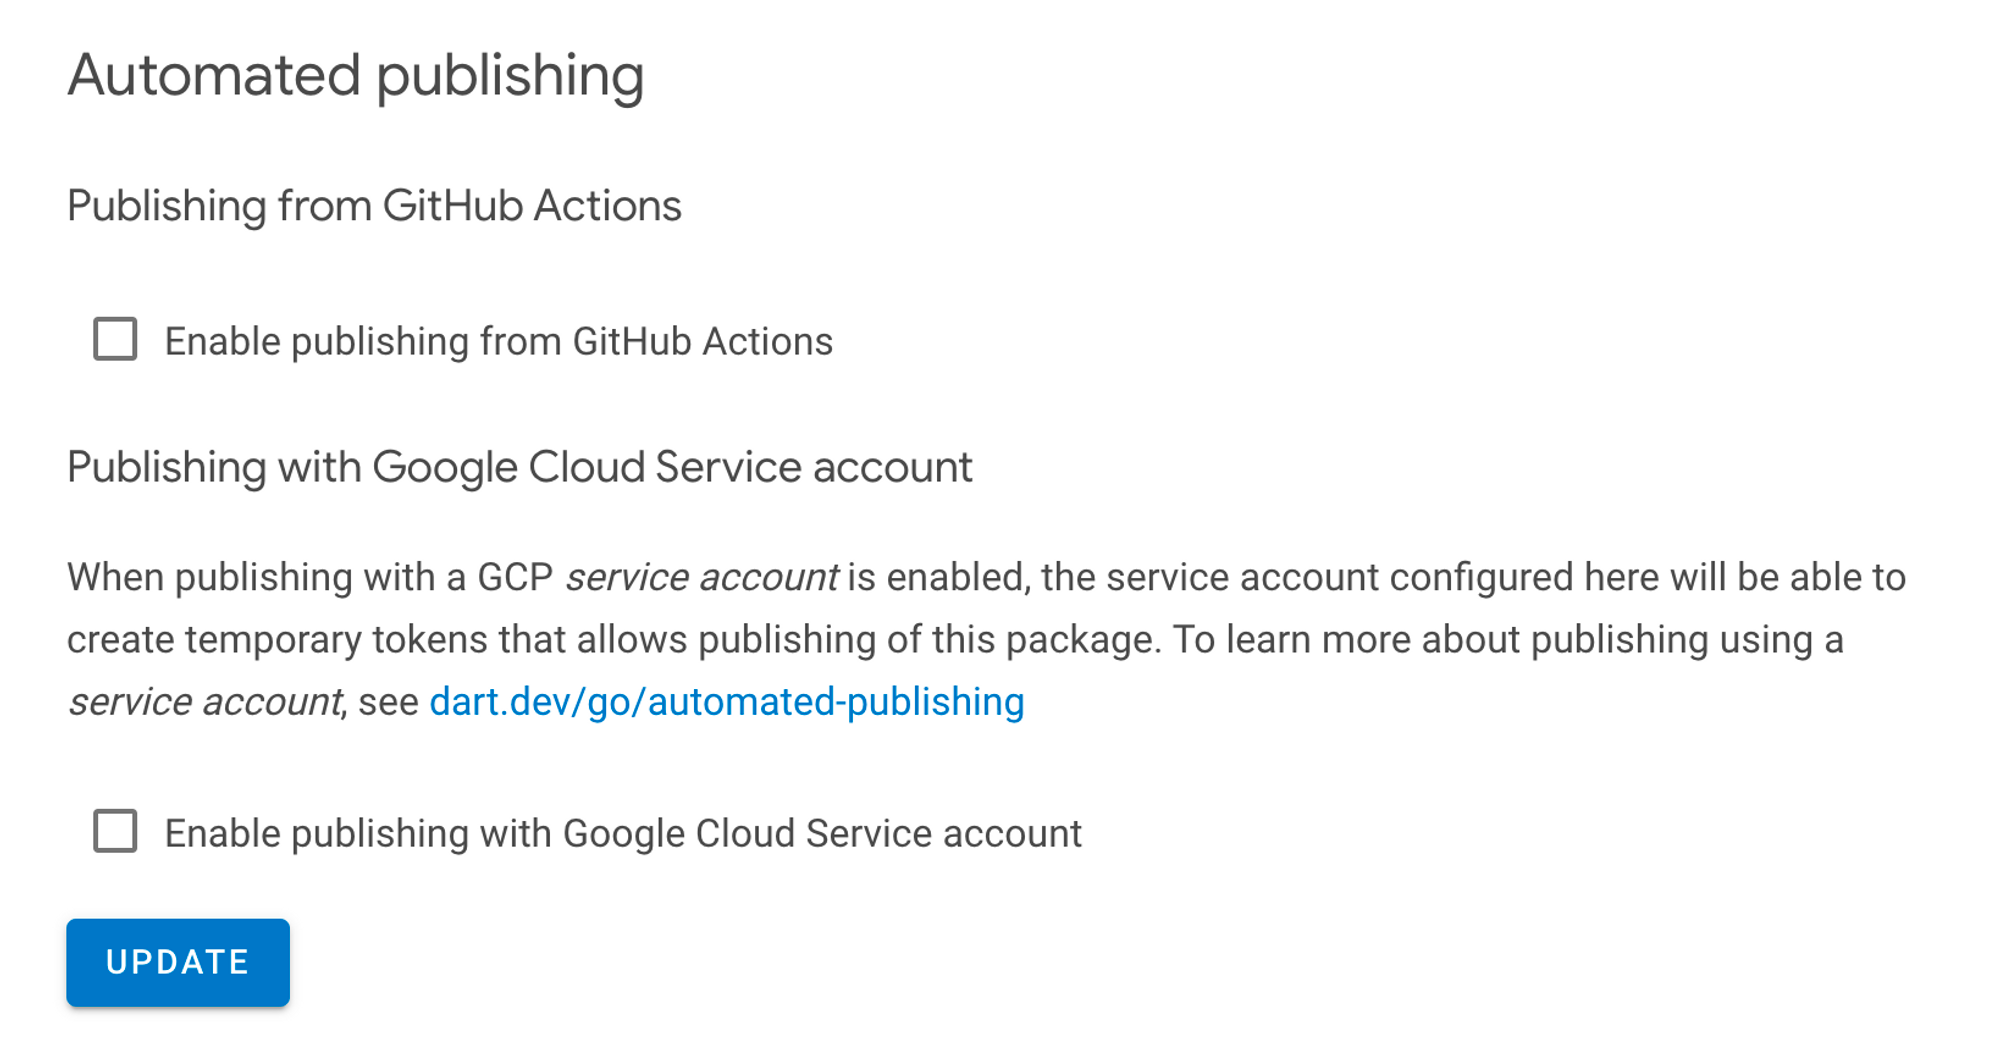 Automated publishing
Publishing from GitHub Actions
Enable publishing from GitHub Actions
Publishing with Google Cloud Service account
When publishing with a GCP service account is enabled, the service account configured here will be able to
create temporary tokens that allows publishing of this package. To learn more about publishing using a
service account, see dart.dev/go/automated-publishing
Enable publishing with Google Cloud Service account
UPDATE